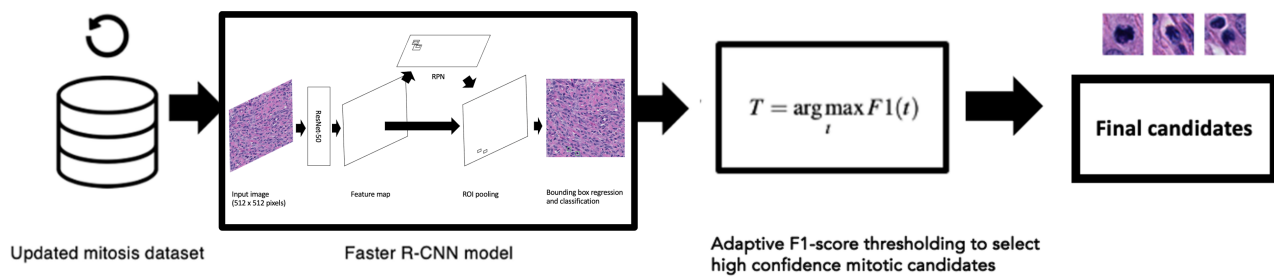 RPN
ResNet-50
Input image
(512 x 512 pixels)
Feature map
ROI pooling
Bounding box regression
and classification
T = arg max F1(t)
t
Final candidates
Updated mitosis dataset
Faster R-CNN model
Adaptive F1-score thresholding to select
high confidence mitotic candidates